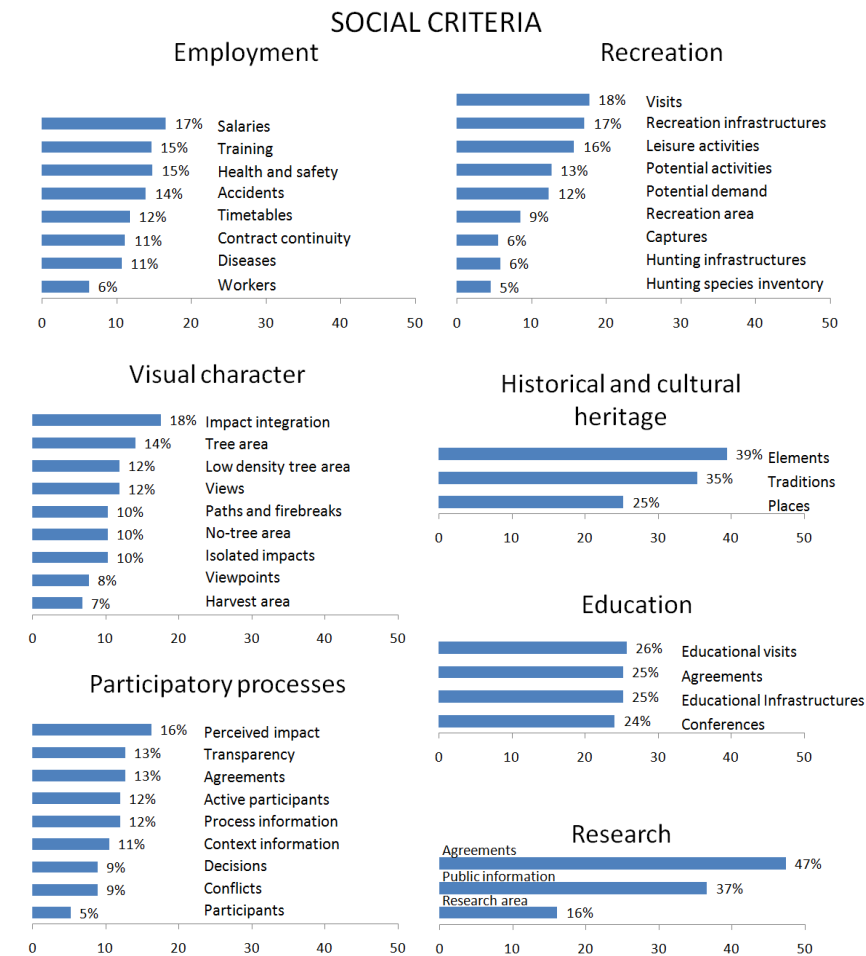 SOCIAL CRITERIA
Employment
17% Salaries
15% Training
15% Health and safety
14% Accidents
12% Timetables
11% Contract continuity
11% Diseases
6% Workers
0 10 20 30 40 50
Recreation
18% Visits
17% Recreation infrastructures
16% Leisure activities
13% Potential activities
12% Potential demand
9% Recreation area
6% Captures
6% Hunting infrastructures
5% Hunting species inventory
0 10 20 30 40 50
Visual character
18% Impact integration
14% Tree area
12% Low density tree area
12% Views
10% Paths and firebreaks
10% No-tree area
10% Isolated impacts
8% Viewpoints
7% Harvest area
0 10 20 30 40 50
Historical and cultural
heritage
39% Elements
35% Traditions
25% Places
0 10 20 30 40 50
Education
26% Educational visits
25% Agreements
25% Educational Infrastructures
24% Conferences
0 10 20 30 40 50
Participatory processes
16% Perceived impact
13% Transparency
13% Agreements
12% Active participants
12% Process information
11% Context information
9% Decisions
9% Conflicts
5% Participants
0 10 20 30 40 50
Research
Agreements
47%
Public information
37%
Research area
16%
0 10 20 30 40 50